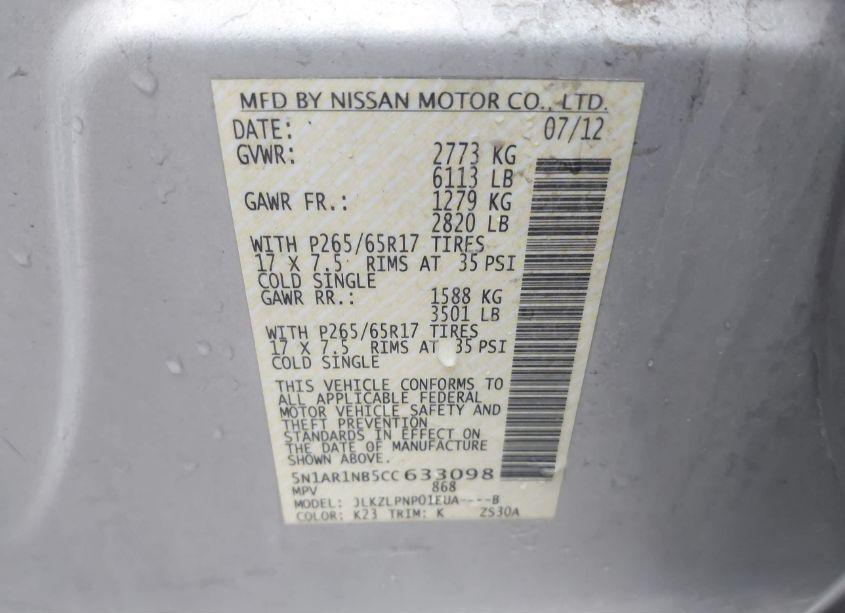 MFD BY NISSAN MOTOR CO., LTD.
DATE: 07/12
GVWR: 2773 KG
6113 LB
GAWR FR.: 1279 KG
2820 LB
WITH P265/65R17 TIRES
17 X 7.5 RIMS AT 35 PSI
COLD SINGLE
GAWR RR.: 1588 KG
3501 LB
WITH P265/65R17 TIRES
17 X 7.5 RIMS AT 35 PSI
COLD SINGLE
THIS VEHICLE CONFORMS TO
ALL APPLICABLE FEDERAL
MOTOR VEHICLE SAFETY AND
THEFT PREVENTION
STANDARDS IN EFFECT ON
THE DATE OF MANUFACTURE
SHOWN ABOVE.
5N1AR1NB5CC633098
MPV 868
MODEL: JLKZLPNP01EUA----B
COLOR: K23 TRIM: K ZS30A